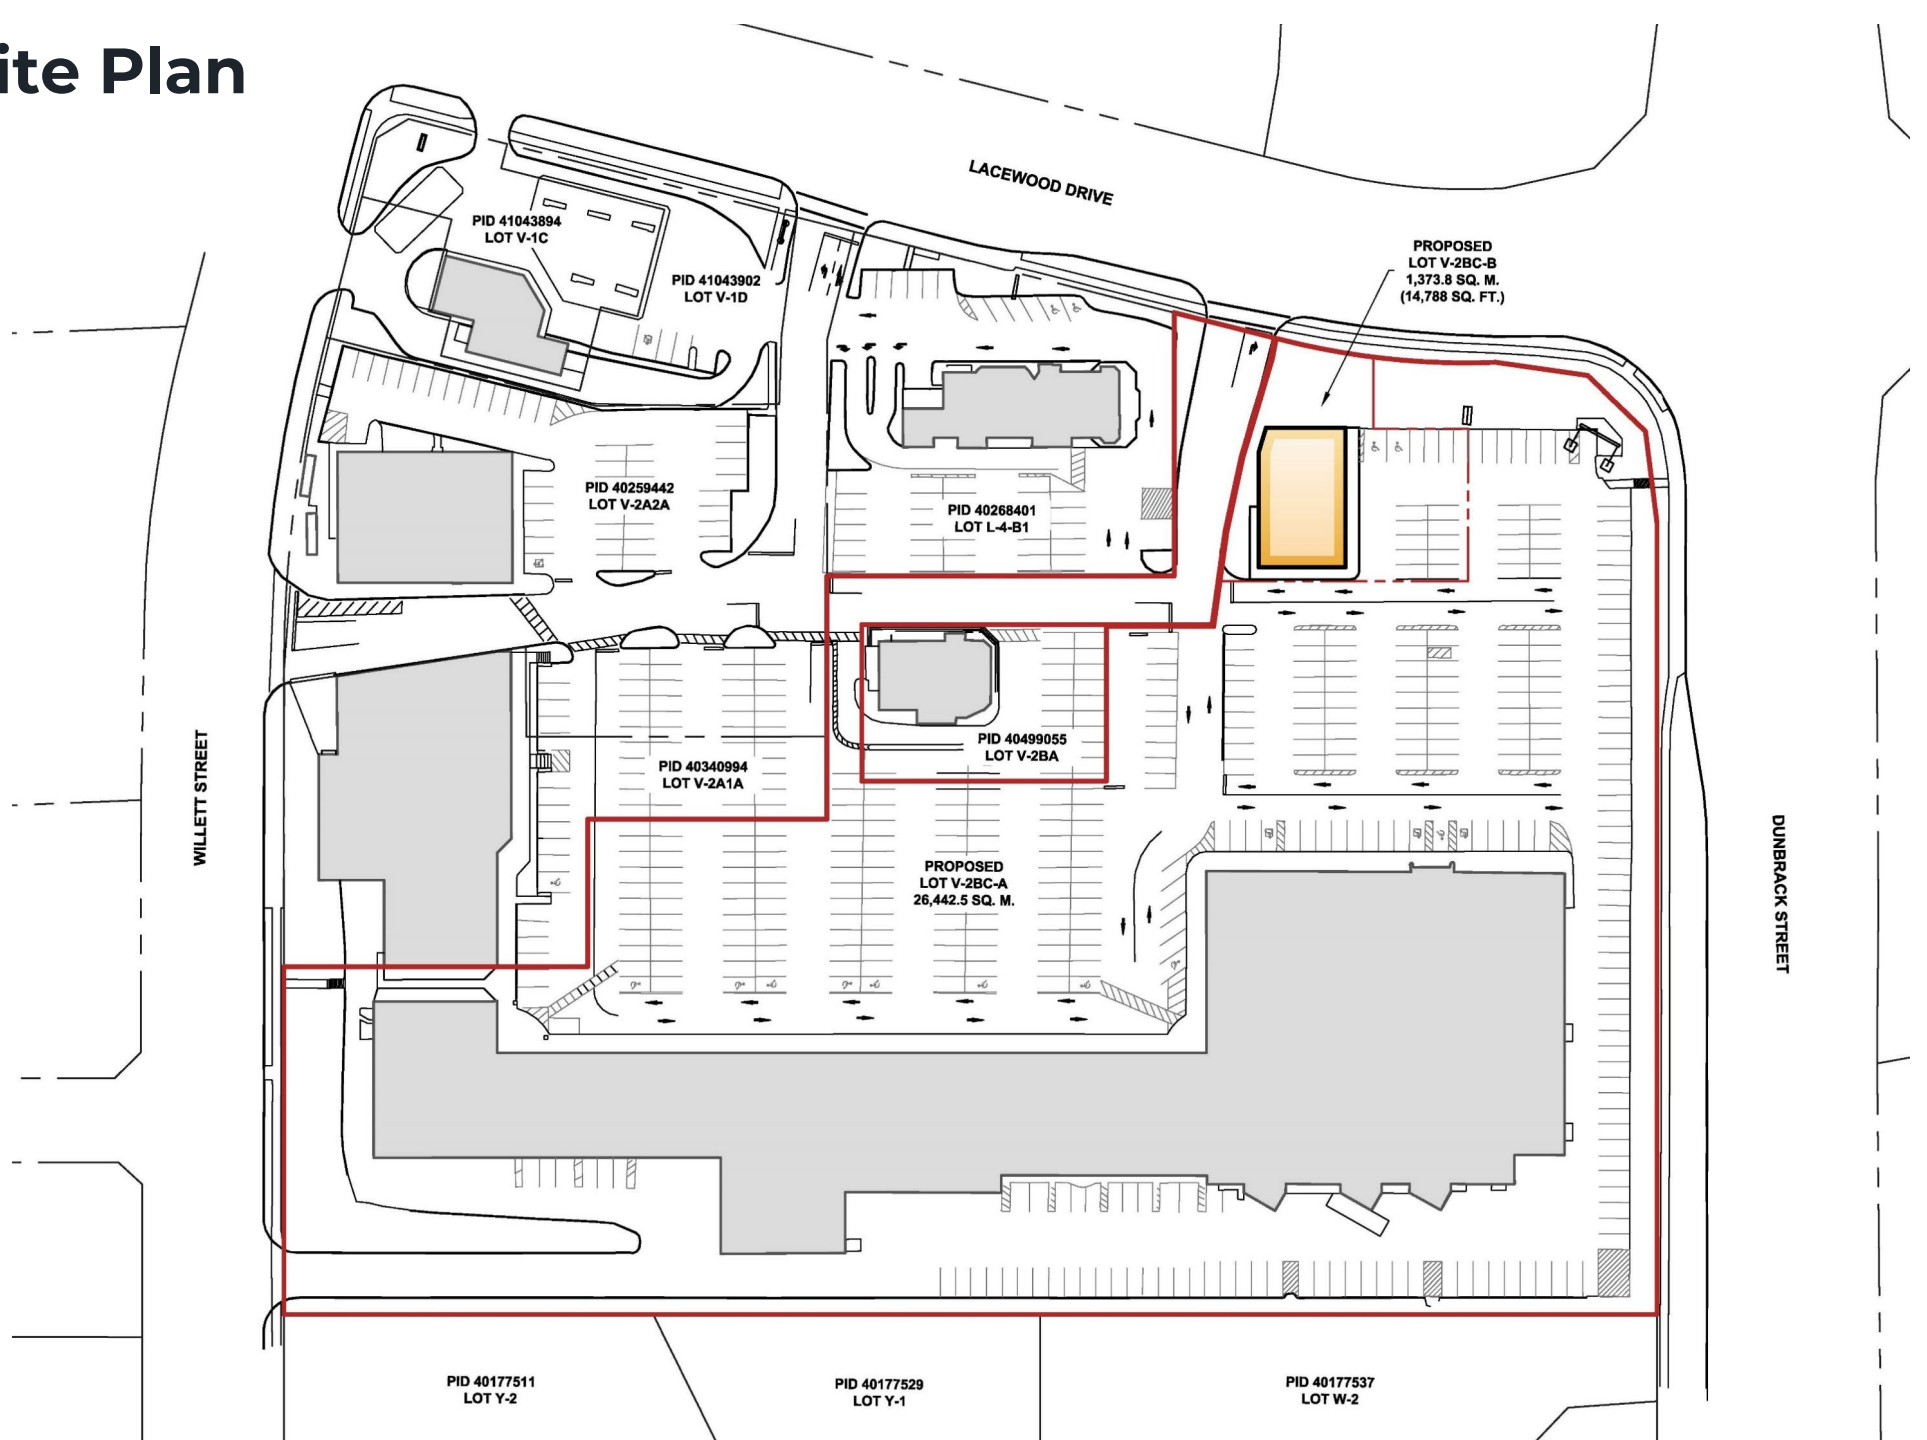 ite Plan
LACEWOOD DRIVE
PID 41043894
LOT V-1C
PID 41043902
LOT V-1D
PROPOSED
LOT V-2BC-B
1,373.8 SQ. M.
(14,788 SQ. FT.)
PID 40259442
LOT V-2A2A
PID 40268401
LOT L-4-B1
PID 40499055
LOT V-2BA
PID 40340994
LOT V-2A1A
WILLETT STREET
PROPOSED
LOT V-2BC-A
26,442.5 SQ. M.
DUNBRACK STREET
PID 40177511
LOT Y-2
PID 40177529
LOT Y-1
PID 40177537
LOT W-2